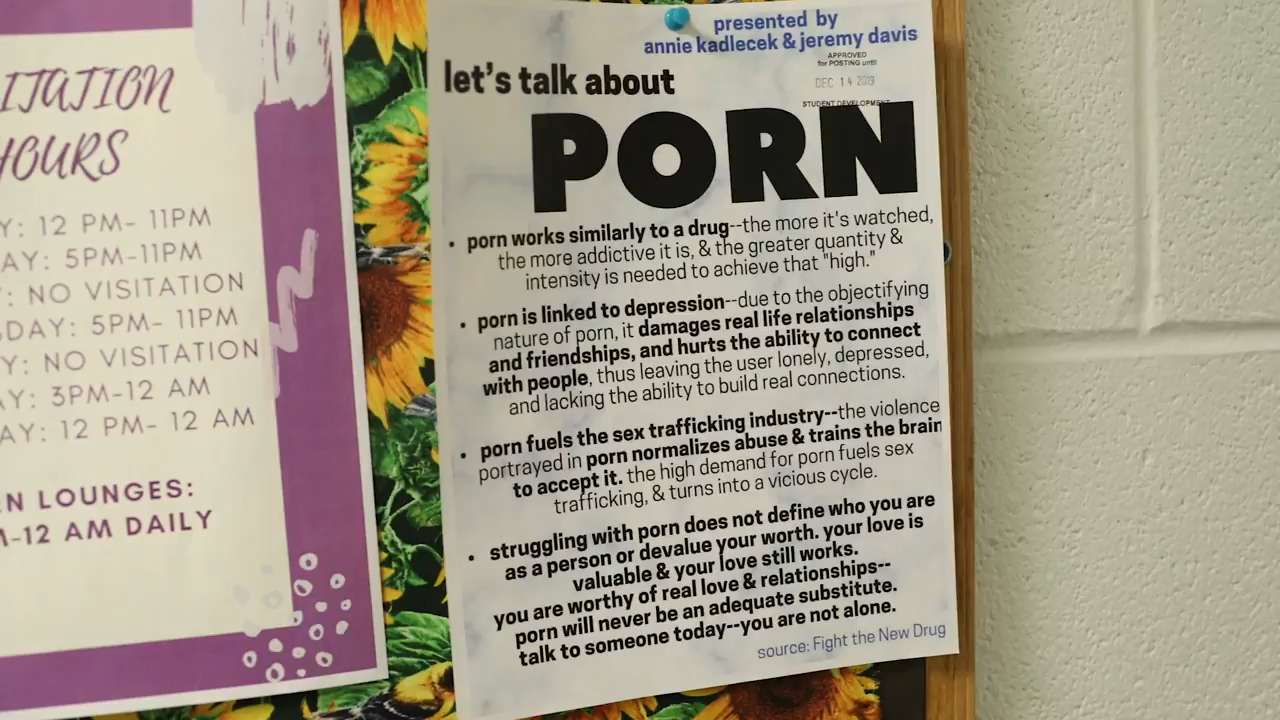 ITATION
HOURS
Y: 12 PM- 11PM
AY: 5PM-11PM
: NO VISITATION
DAY: 5PM- 11PM
Y: NO VISITATION
AY: 3PM-12 AM
AY: 12 PM- 12 AM
N LOUNGES:
-12 AM DAILY
presented by
annie kadlecek & jeremy davis
APPROVED
for POSTING until
DEC 14 2019
STUDENT DEVELOPMENT
let's talk about
PORN
• porn works similarly to a drug--the more it's watched,
the more addictive it is, & the greater quantity &
intensity is needed to achieve that "high."
• porn is linked to depression--due to the objectifying
nature of porn, it damages real life relationships
and friendships, and hurts the ability to connect
with people, thus leaving the user lonely, depressed,
and lacking the ability to build real connections.
• porn fuels the sex trafficking industry--the violence
portrayed in porn normalizes abuse & trains the brain
to accept it. the high demand for porn fuels sex
trafficking, & turns into a vicious cycle.
• struggling with porn does not define who you are
as a person or devalue your worth. your love is
valuable & your love still works.
you are worthy of real love & relationships--
porn will never be an adequate substitute.
talk to someone today--you are not alone.
source: Fight the New Drug